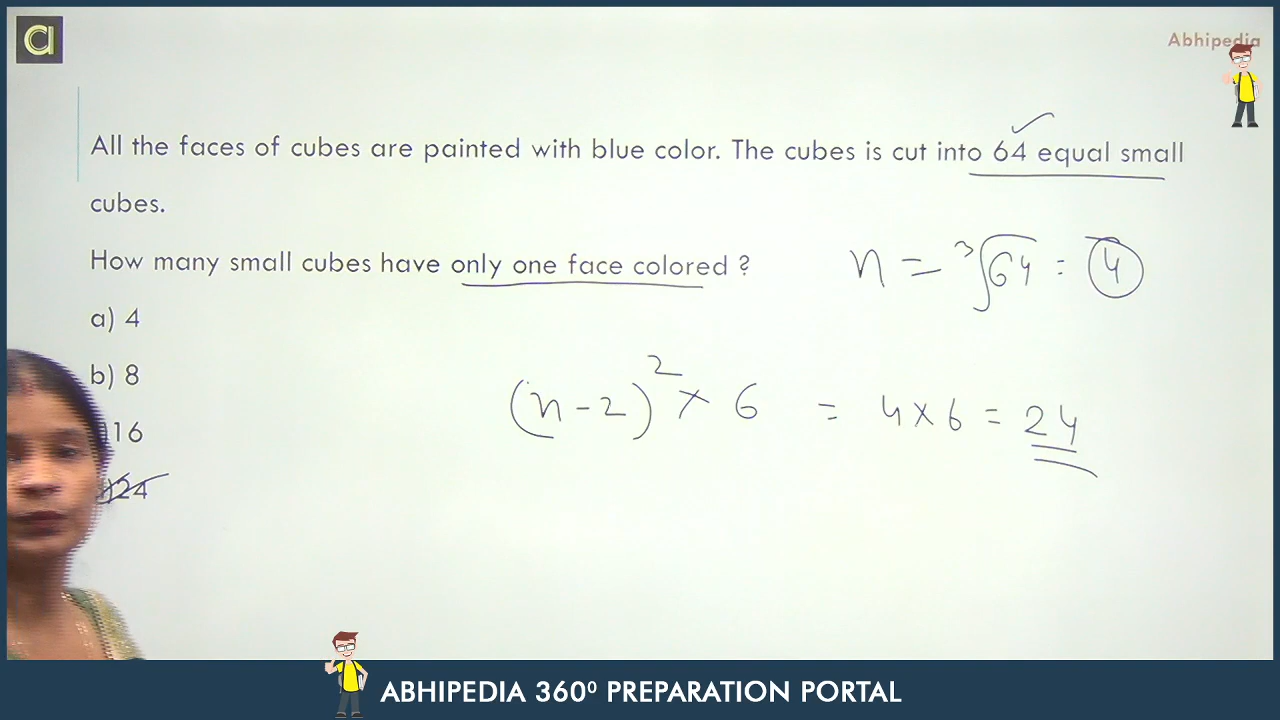 a
Abhipedia
All the faces of cubes are painted with blue color. The cubes is cut into 64 equal small
cubes.
How many small cubes have only one face colored ?
n = ³√64 = 4
a) 4
b) 8
(n-2)² × 6 = 4×6 = 24
)16
)24
ABHIPEDIA 360⁰ PREPARATION PORTAL